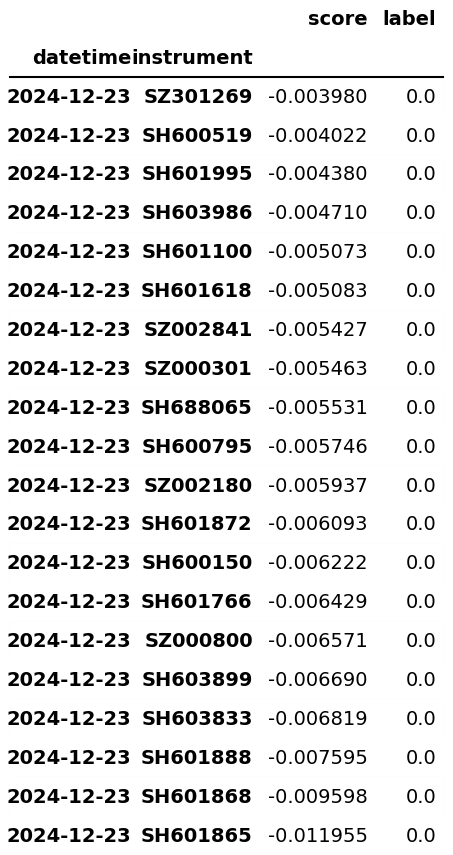 score label
datetime instrument
2024-12-23 SZ301269 -0.003980 0.0
2024-12-23 SH600519 -0.004022 0.0
2024-12-23 SH601995 -0.004380 0.0
2024-12-23 SH603986 -0.004710 0.0
2024-12-23 SH601100 -0.005073 0.0
2024-12-23 SH601618 -0.005083 0.0
2024-12-23 SZ002841 -0.005427 0.0
2024-12-23 SZ000301 -0.005463 0.0
2024-12-23 SH688065 -0.005531 0.0
2024-12-23 SH600795 -0.005746 0.0
2024-12-23 SZ002180 -0.005937 0.0
2024-12-23 SH601872 -0.006093 0.0
2024-12-23 SH600150 -0.006222 0.0
2024-12-23 SH601766 -0.006429 0.0
2024-12-23 SZ000800 -0.006571 0.0
2024-12-23 SH603899 -0.006690 0.0
2024-12-23 SH603833 -0.006819 0.0
2024-12-23 SH601888 -0.007595 0.0
2024-12-23 SH601868 -0.009598 0.0
2024-12-23 SH601865 -0.011955 0.0